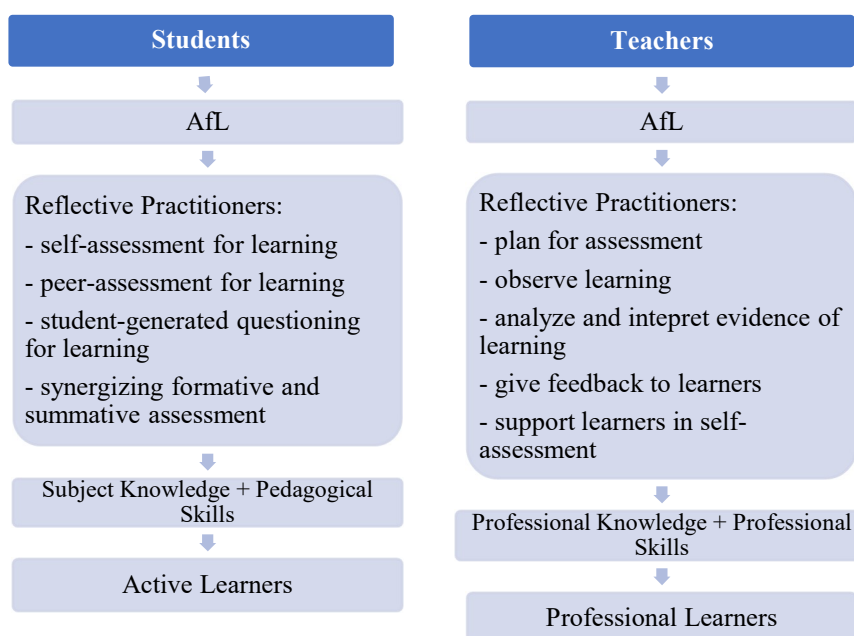 Students
AfL
Reflective Practitioners:
- self-assessment for learning
- peer-assessment for learning
- student-generated questioning
for learning
- synergizing formative and
summative assessment
Subject Knowledge + Pedagogical
Skills
Active Learners
Teachers
AfL
Reflective Practitioners:
- plan for assessment
- observe learning
- analyze and intepret evidence of
learning
- give feedback to learners
- support learners in self-
assessment
Professional Knowledge + Professional
Skills
Professional Learners